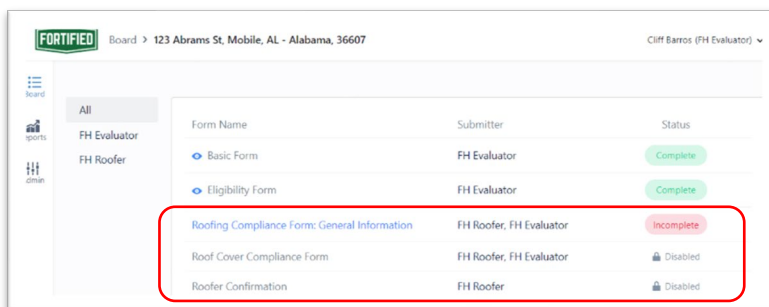 FORTIFIED Board > 123 Abrams St, Mobile, AL - Alabama, 36607 Cliff Barros (FH Evaluator)
Board
All
Form Name Submitter Status
eports
FH Evaluator
Basic Form FH Evaluator Complete
FH Roofer
dmin
Eligibility Form FH Evaluator Complete
Roofing Compliance Form: General Information FH Roofer, FH Evaluator Incomplete
Roof Cover Compliance Form FH Roofer, FH Evaluator Disabled
Roofer Confirmation FH Roofer Disabled